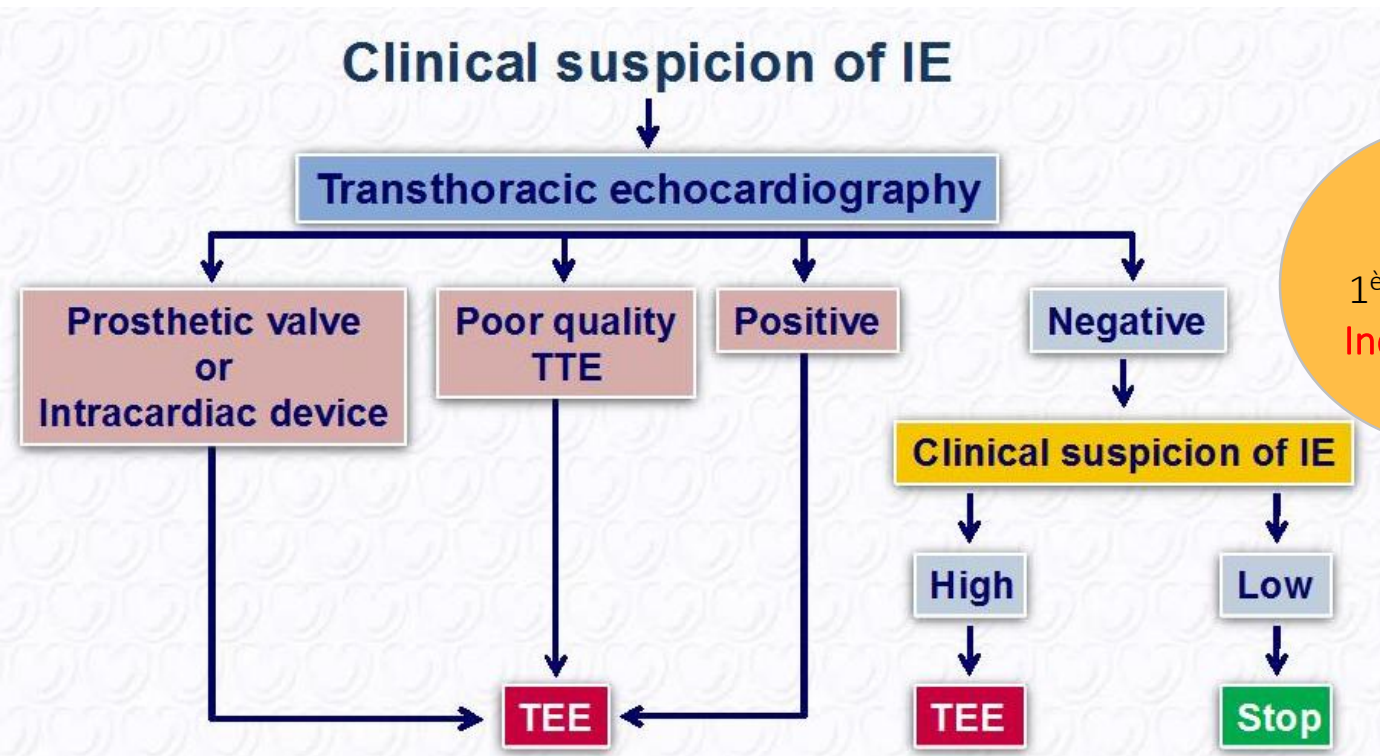 Clinical suspicion of IE
Transthoracic echocardiography
Prosthetic valve
or
Intracardiac device
Poor quality
TTE
Positive
Negative
Clinical suspicion of IE
High
Low
TEE
TEE
Stop